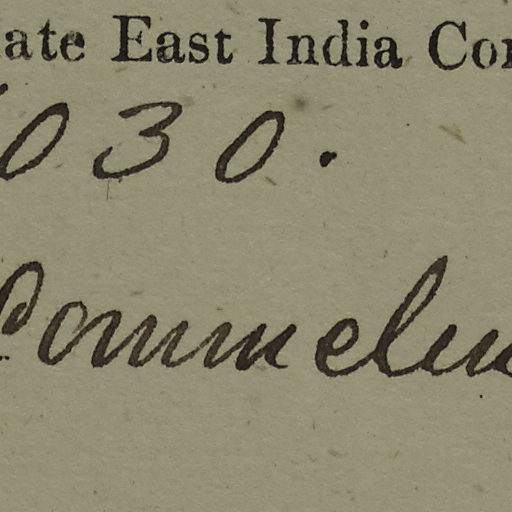 ate East India Co
030.
Commelin